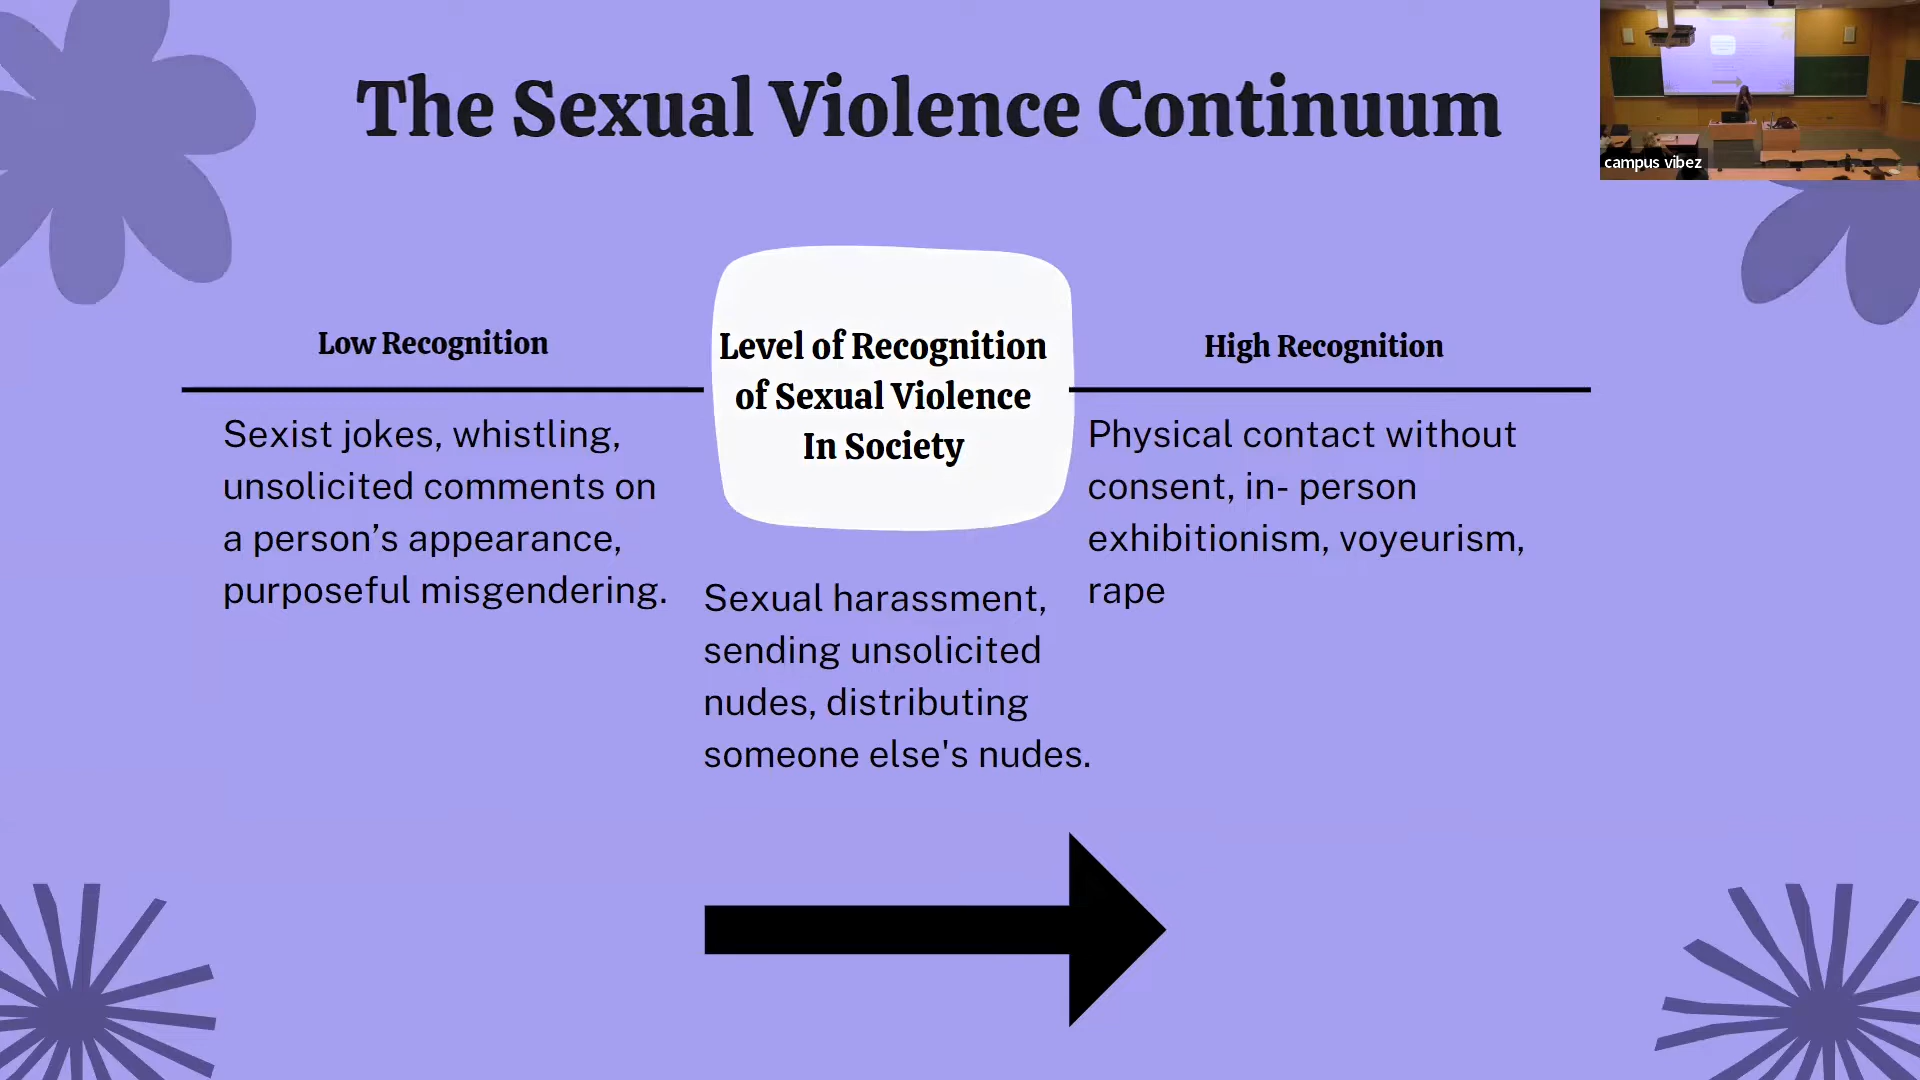 The Sexual Violence Continuum
campus vibez
Low Recognition
Sexist jokes, whistling,
unsolicited comments on
a person’s appearance,
purposeful misgendering.
Level of Recognition
of Sexual Violence
In Society
Sexual harassment,
sending unsolicited
nudes, distributing
someone else's nudes.
High Recognition
Physical contact without
consent, in- person
exhibitionism, voyeurism,
rape